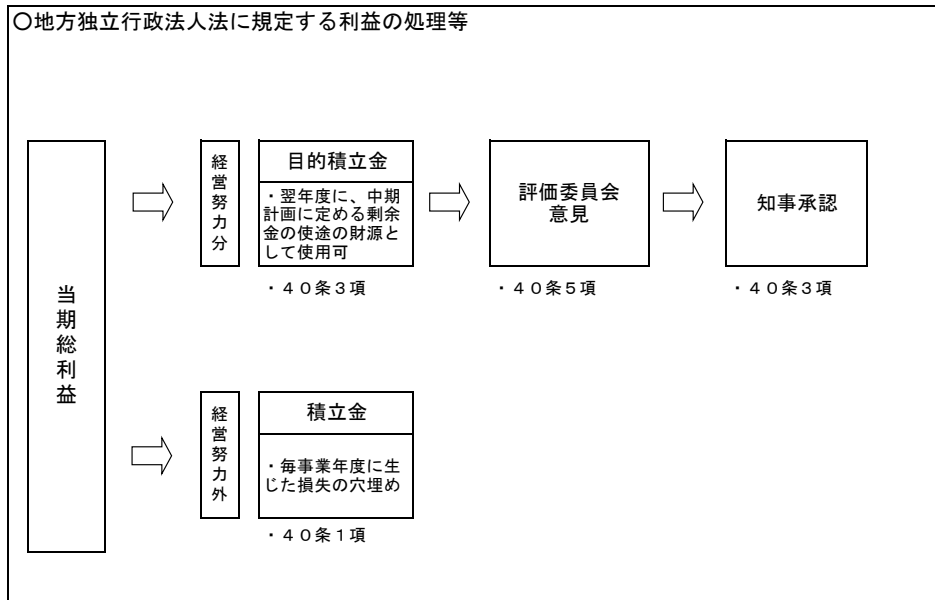 〇地方独立行政法人法に規定する利益の処理等
当期総利益
経営努力分
目的積立金
・翌年度に、中期
計画に定める剰余
金の使途の財源と
して使用可
・４０条３項
評価委員会
意見
・４０条５項
知事承認
・４０条３項
経営努力外
積立金
・毎事業年度に生
じた損失の穴埋め
・４０条１項